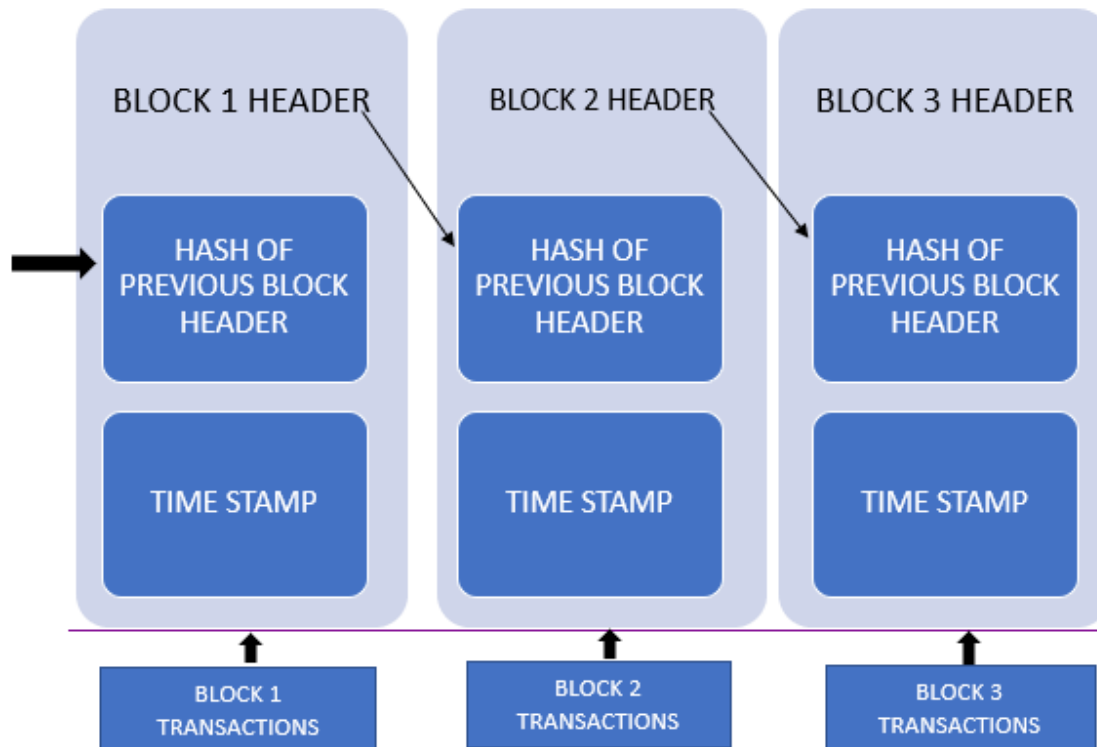 BLOCK 1 HEADER
HASH OF
PREVIOUS BLOCK
HEADER
TIME STAMP
BLOCK 1
TRANSACTIONS
BLOCK 2 HEADER
HASH OF
PREVIOUS BLOCK
HEADER
TIME STAMP
BLOCK 2
TRANSACTIONS
BLOCK 3 HEADER
HASH OF
PREVIOUS BLOCK
HEADER
TIME STAMP
BLOCK 3
TRANSACTIONS